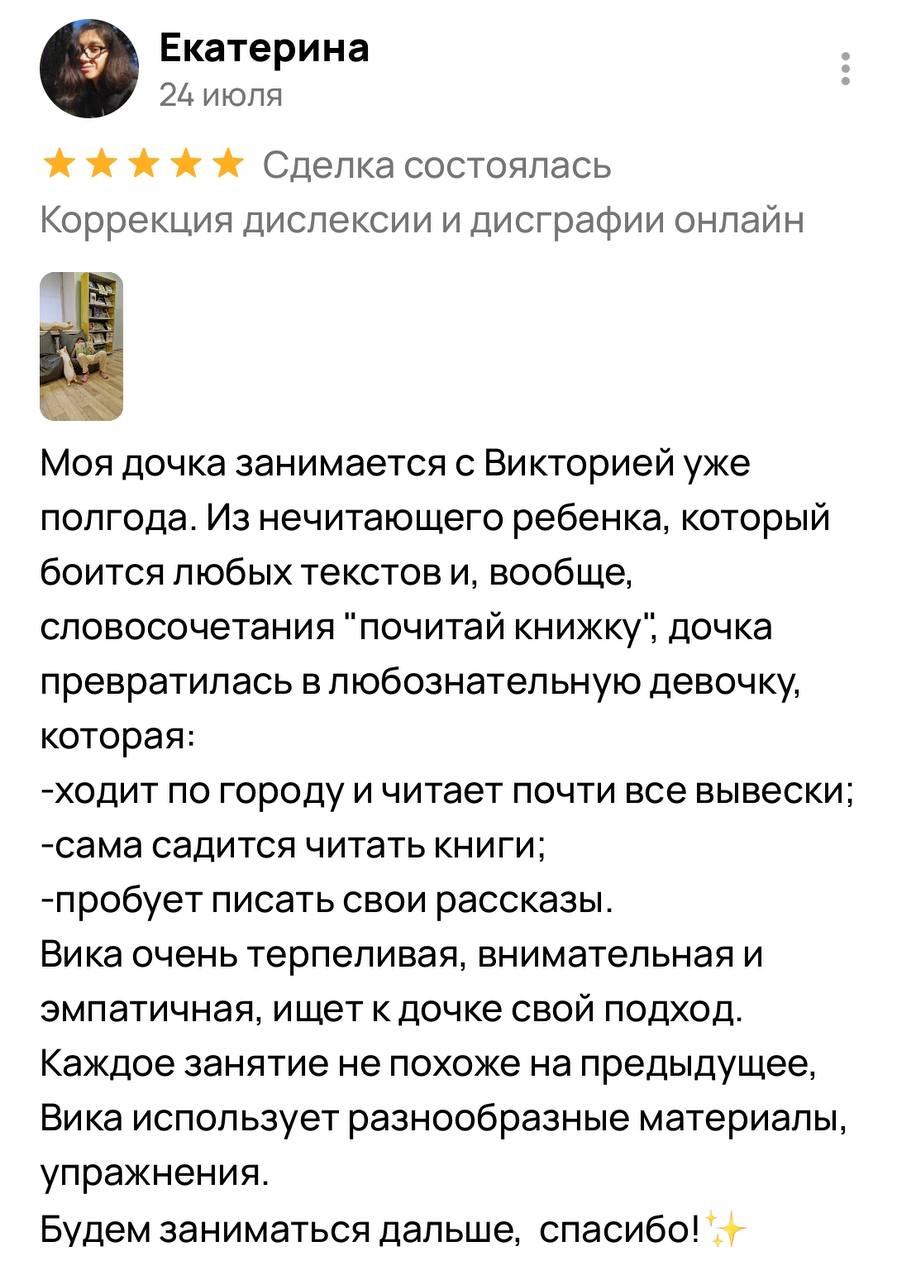 Екатерина
24 июля
Сделка состоялась
Коррекция дислексии и дисграфии онлайн
Моя дочка занимается с Викторией уже
полгода. Из нечитающего ребенка, который
боится любых текстов и, вообще,
словосочетания "почитай книжку", дочка
превратилась в любознательную девочку,
которая:
-ходит по городу и читает почти все вывески;
-сама садится читать книги;
-пробует писать свои рассказы.
Вика очень терпеливая, внимательная и
эмпатичная, ищет к дочке свой подход.
Каждое занятие не похоже на предыдущее,
Вика использует разнообразные материалы,
упражнения.
Будем заниматься дальше,  спасибо!✨